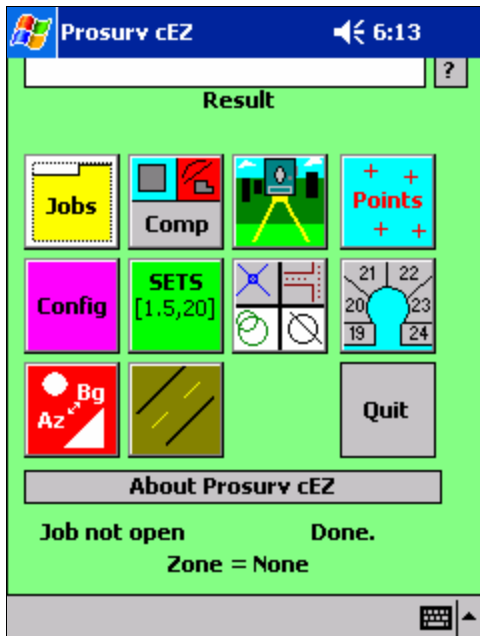 Prosurv cEZ 6:13
?
Result
Jobs
Comp
Points
Config
SETS
[1.5,20]
21 22
20 23
19 24
Bg
Az
Quit
About Prosurv cEZ
Job not open Done.
Zone = None